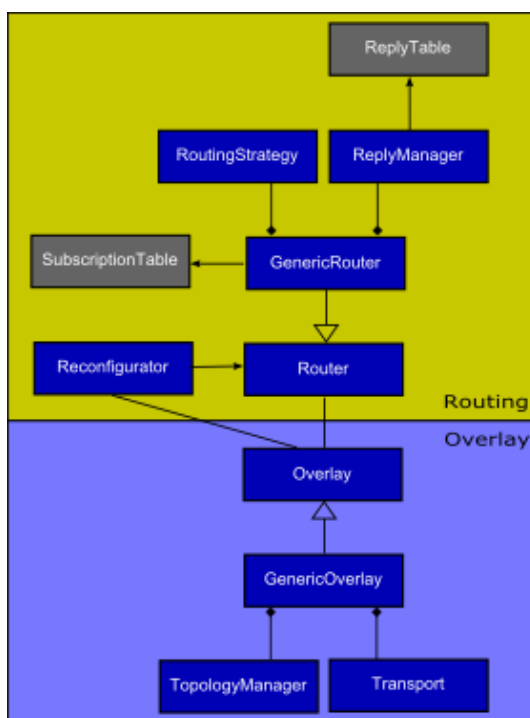 ReplyTable
RoutingStrategy
ReplyManager
SubscriptionTable
GenericRouter
Reconfigurator
Router
Routing
Overlay
Overlay
GenericOverlay
TopologyManager
Transport